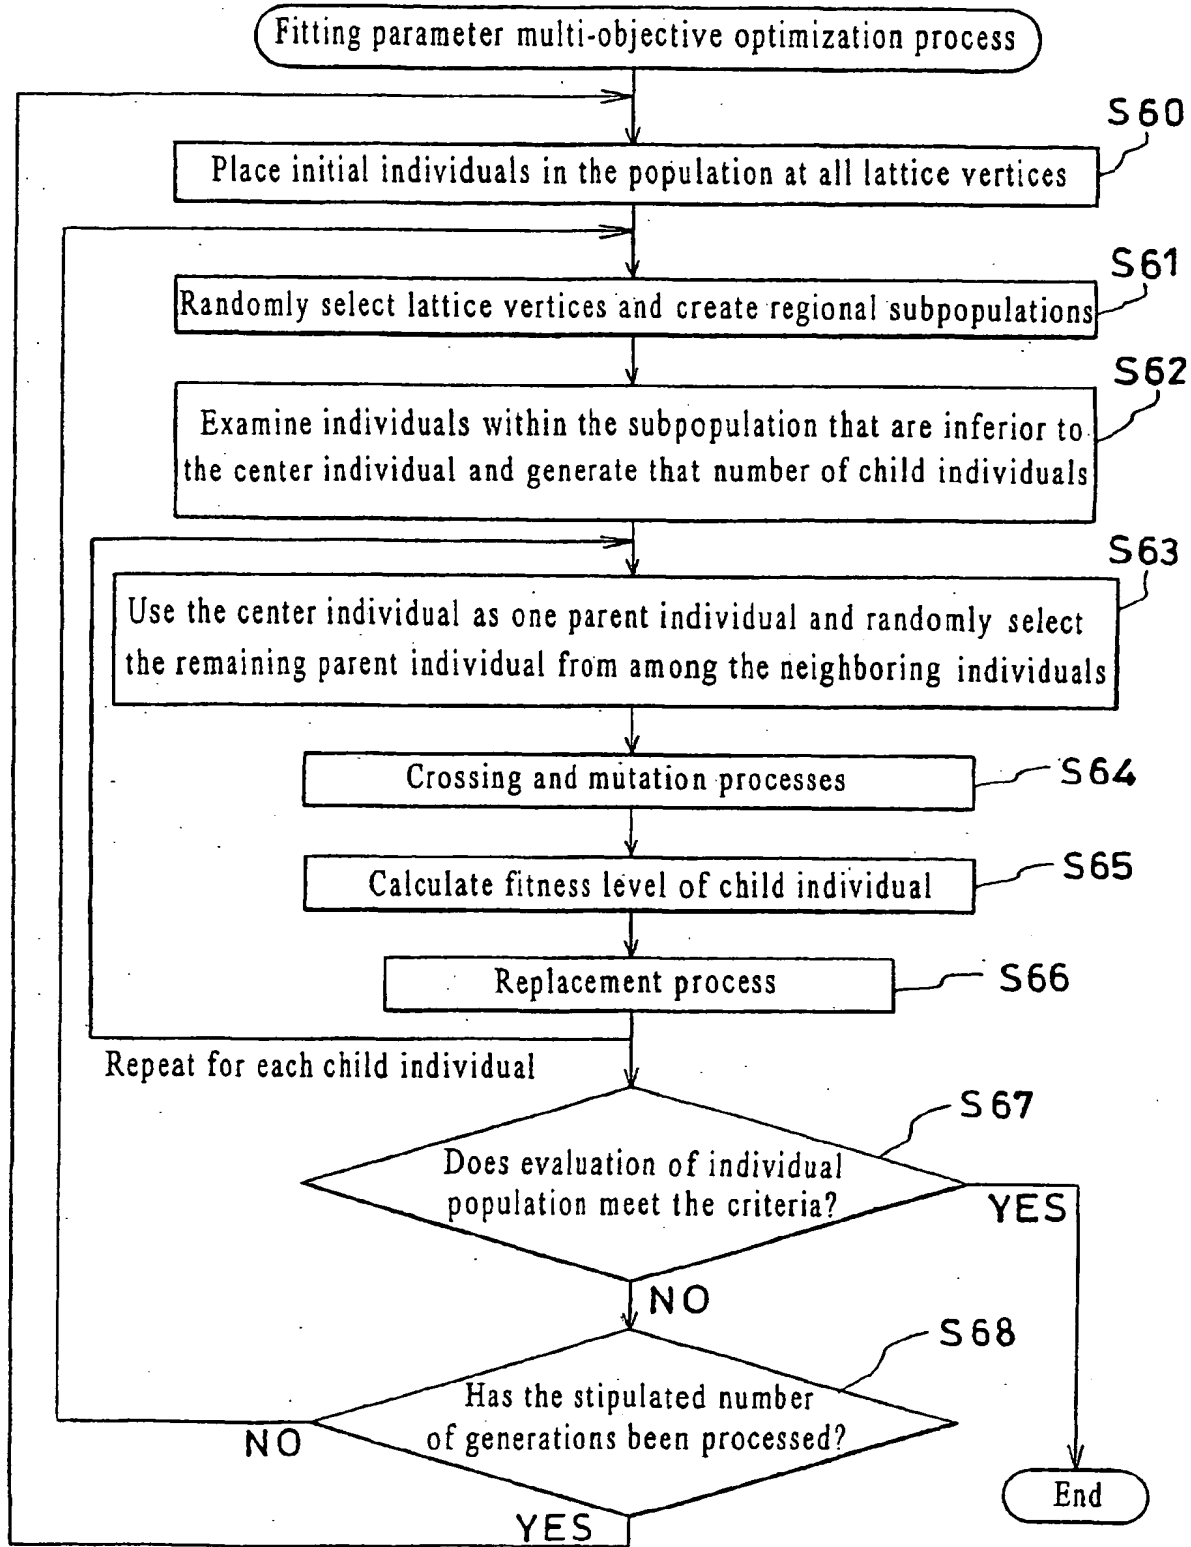 Fitting parameter multi-objective optimization process
S60
Place initial individuals in the population at all lattice vertices
S61
Randomly select lattice vertices and create regional subpopulations
S62
Examine individuals within the subpopulation that are inferior to
the center individual and generate that number of child individuals
S63
Use the center individual as one parent individual and randomly select
the remaining parent individual from among the neighboring individuals
Crossing and mutation processes
S64
Calculate fitness level of child individual
S65
Replacement process
S66
Repeat for each child individual
S67
Does evaluation of individual
population meet the criteria?
YES
NO
S68
Has the stipulated number
of generations been processed?
NO
End
YES